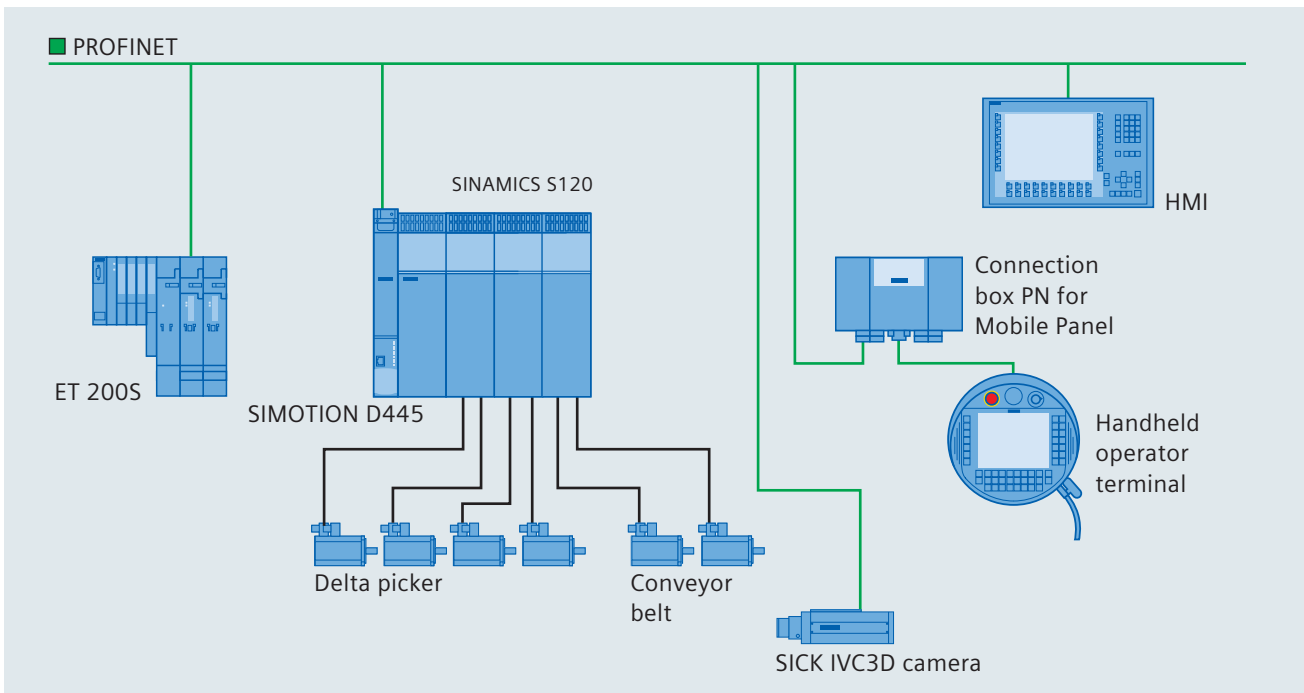 PROFINET
SINAMICS S120
HMI
Connection
box PN for
Mobile Panel
ET 200S
SIMOTION D445
Handheld
operator
terminal
Delta picker
Conveyor
belt
SICK IVC3D camera